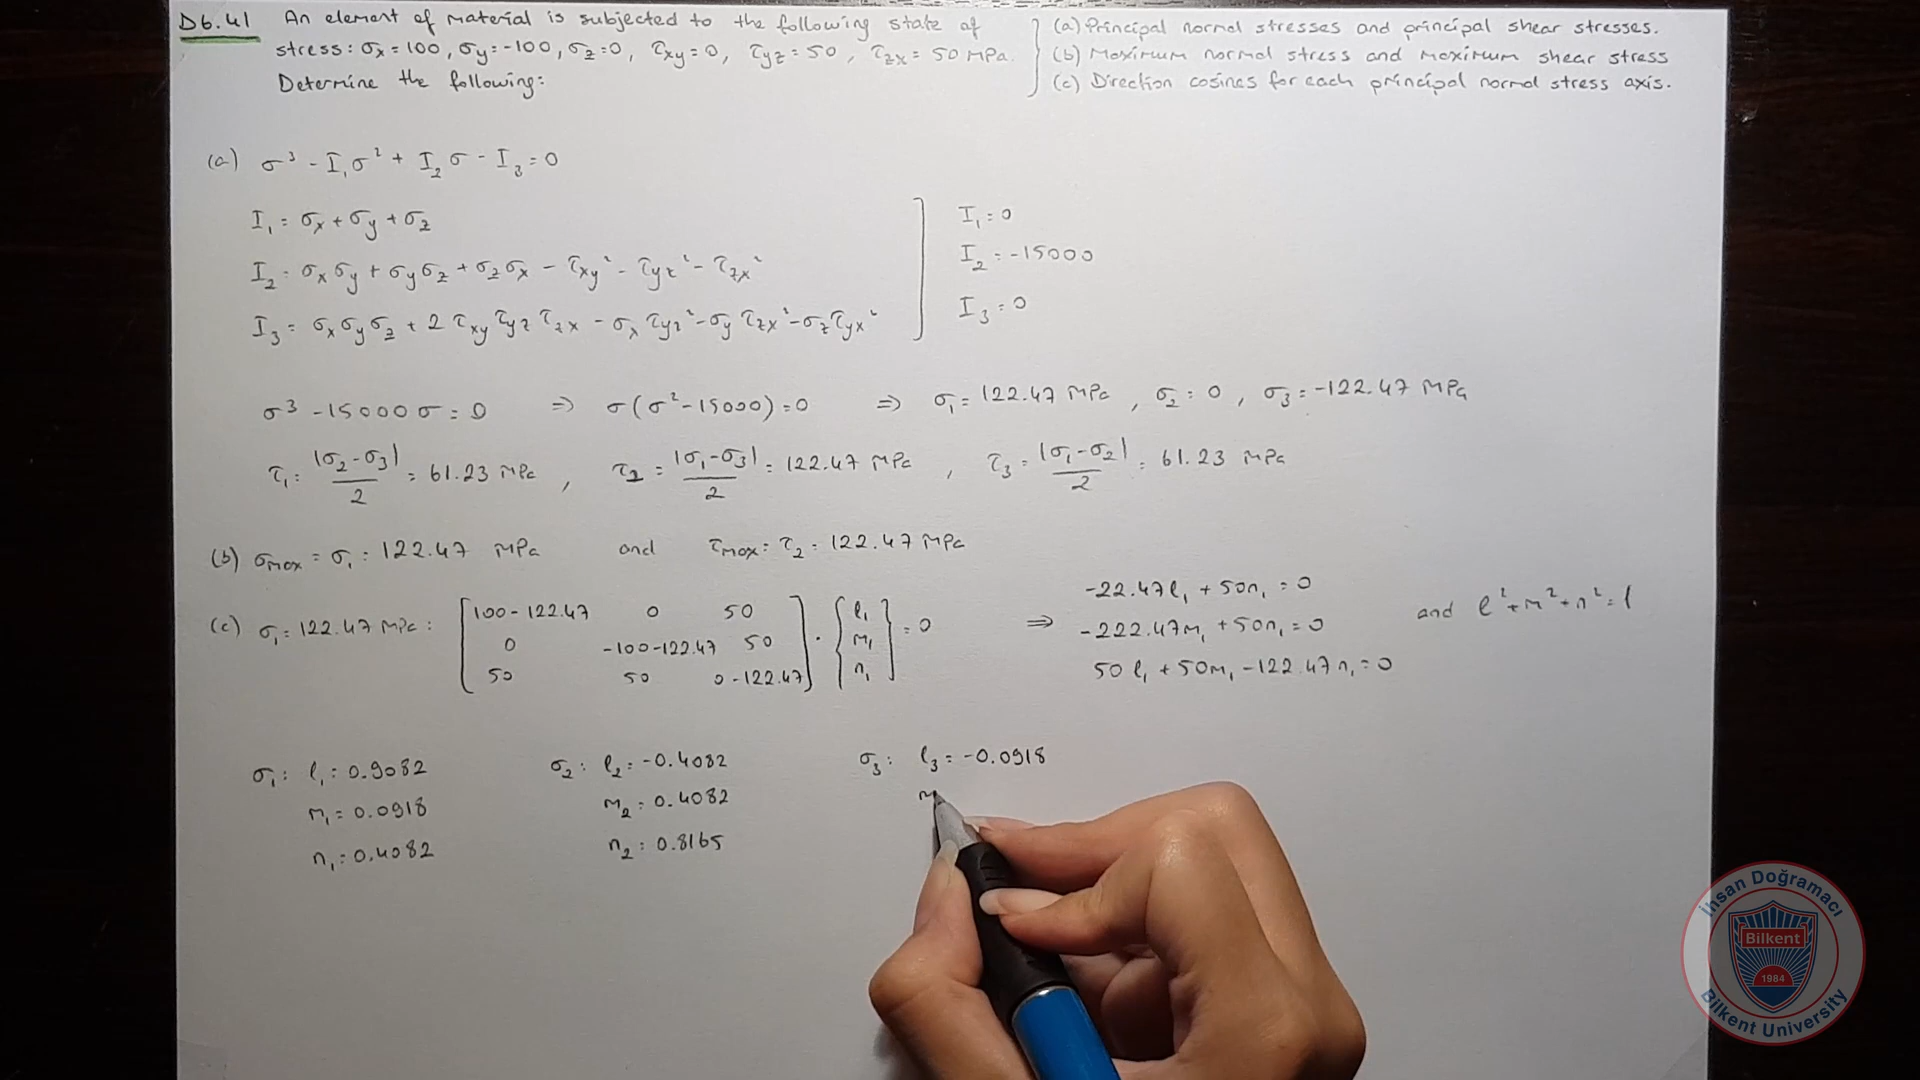 D6.41 An element of material is subjected to the following state of
stress: σx = 100, σy = -100, σz = 0, τxy = 0, τyz = 50, τzx = 50 MPa.
Determine the following:
(a) Principal normal stresses and principal shear stresses.
(b) Maximum normal stress and maximum shear stress
(c) Direction cosines for each principal normal stress axis.
(a) σ³ - I₁σ² + I₂σ - I₃ = 0
I₁ = σx + σy + σz
I₂ = σxσy + σyσz + σzσx - τxy² - τyz² - τzx²
I₃ = σxσyσz + 2τxyτyzτzx - σxτyz² - σyτzx² - σzτyx²
I₁ = 0
I₂ = -15000
I₃ = 0
σ³ - 15000σ = 0 ⇒ σ(σ² - 15000) = 0 ⇒ σ₁ = 122.47 MPa, σ₂ = 0, σ₃ = -122.47 MPa
τ₁ = |σ₂-σ₃|/2 = 61.23 MPa, τ₂ = |σ₁-σ₃|/2 = 122.47 MPa, τ₃ = |σ₁-σ₂|/2 = 61.23 MPa
(b) σmax = σ₁ = 122.47 MPa and τmax = τ₂ = 122.47 MPa
(c) σ₁ = 122.47 MPa:
100-122.47 0 50
0 -100-122.47 50
50 50 0-122.47
· {l₁
m₁
n₁} = 0
⇒ -22.47l₁ + 50n₁ = 0
-222.47m₁ + 50n₁ = 0
50l₁ + 50m₁ - 122.47n₁ = 0
and l² + m² + n² = 1
σ₁: l₁ = 0.9082
m₁ = 0.0918
n₁ = 0.4082
σ₂: l₂ = -0.4082
m₂ = 0.4082
n₂ = 0.8165
σ₃: l₃ = -0.0918
m
İhsan Doğramacı
Bilkent
1984
Bilkent University